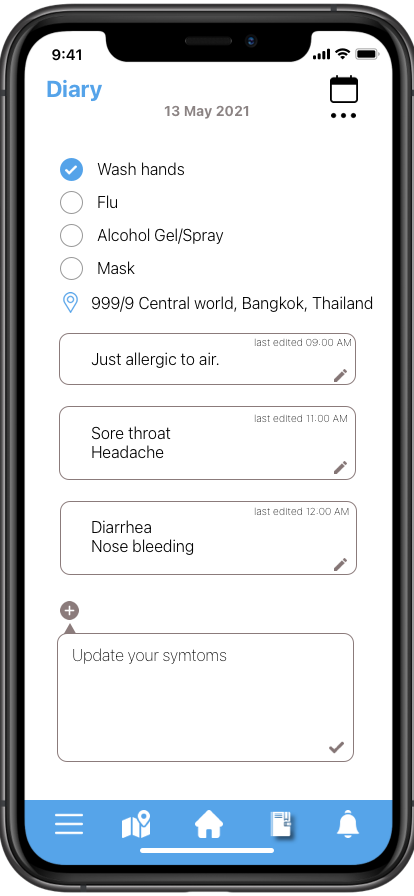 9:41
Diary
13 May 2021
Wash hands
Flu
Alcohol Gel/Spray
Mask
999/9 Central world, Bangkok, Thailand
last edited 09:00 AM
Just allergic to air.
last edited 11:00 AM
Sore throat
Headache
last edited 12:00 AM
Diarrhea
Nose bleeding
Update your symtoms